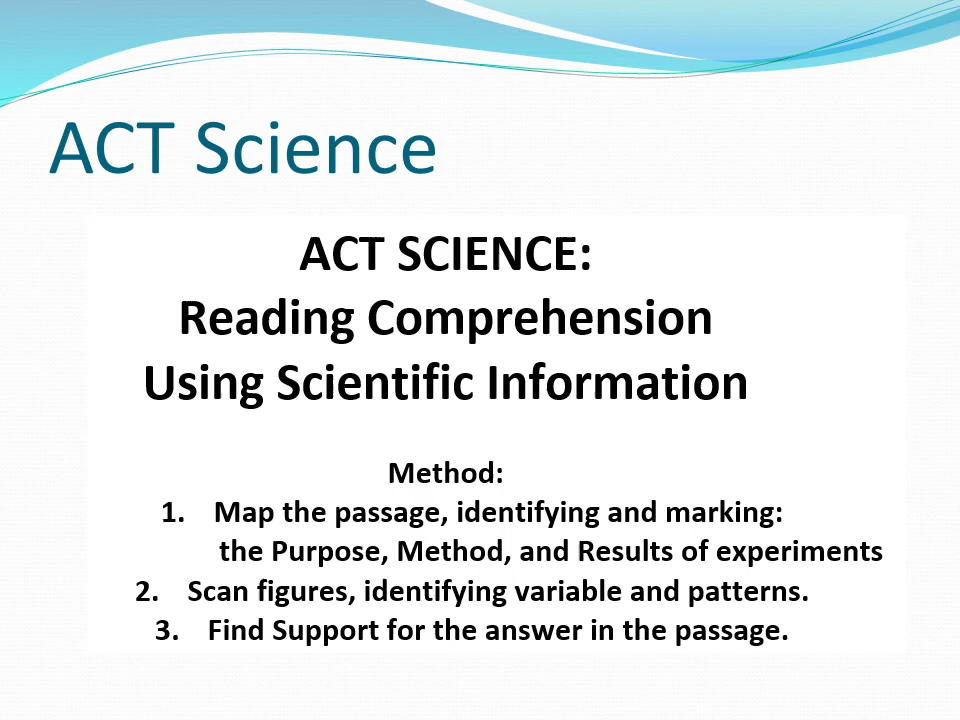 ACT Science
ACT SCIENCE:
Reading Comprehension
Using Scientific Information
Method:
1. Map the passage, identifying and marking:
the Purpose, Method, and Results of experiments
2. Scan figures, identifying variable and patterns.
3. Find Support for the answer in the passage.